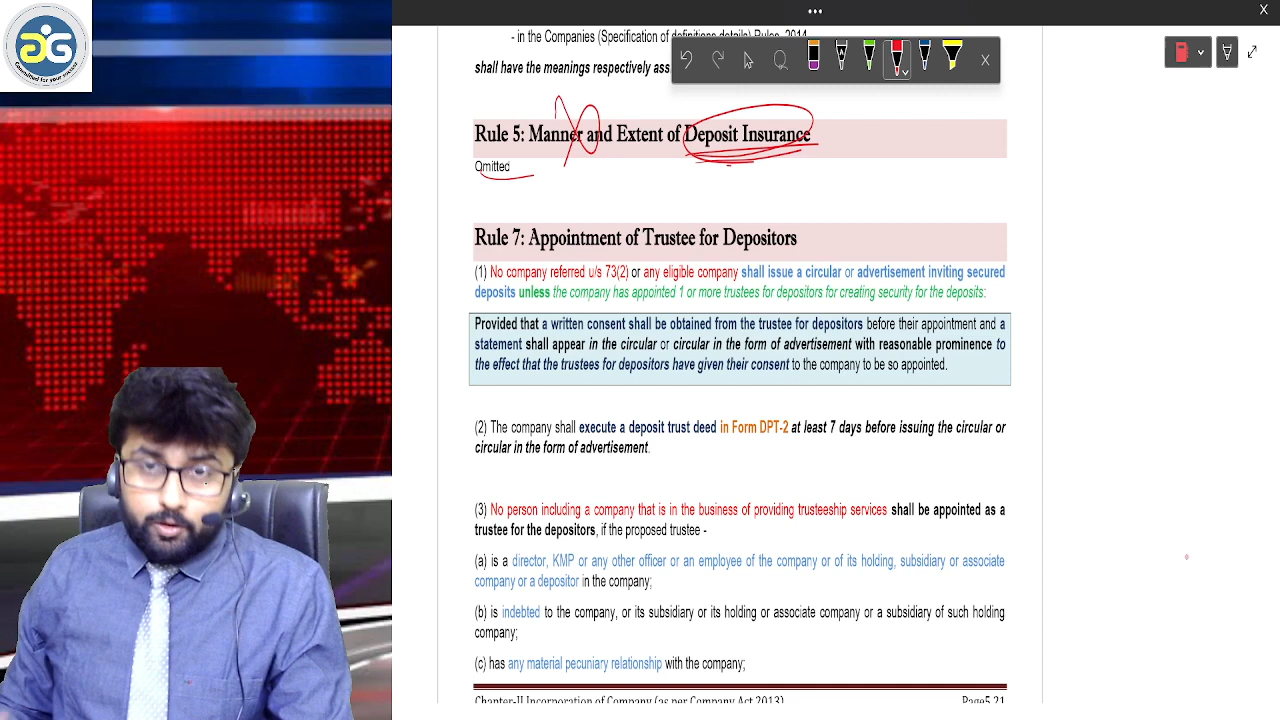 - in the Companies (Specification of definitions details) Rules, 2014
shall have the meanings respectively ass
Rule 5: Manner and Extent of Deposit Insurance
Omitted
Rule 7: Appointment of Trustee for Depositors
(1) No company referred u/s 73(2) or any eligible company shall issue a circular or advertisement inviting secured
deposits unless the company has appointed 1 or more trustees for depositors for creating security for the deposits:
Provided that a written consent shall be obtained from the trustee for depositors before their appointment and a
statement shall appear in the circular or circular in the form of advertisement with reasonable prominence to
the effect that the trustees for depositors have given their consent to the company to be so appointed.
(2) The company shall execute a deposit trust deed in Form DPT-2 at least 7 days before issuing the circular or
circular in the form of advertisement.
(3) No person including a company that is in the business of providing trusteeship services shall be appointed as a
trustee for the depositors, if the proposed trustee -
(a) is a director, KMP or any other officer or an employee of the company or of its holding, subsidiary or associate
company or a depositor in the company;
(b) is indebted to the company, or its subsidiary or its holding or associate company or a subsidiary of such holding
company;
(c) has any material pecuniary relationship with the company;
Chapter-II Incorporation of Company (as per Company Act 2013) Page5.21